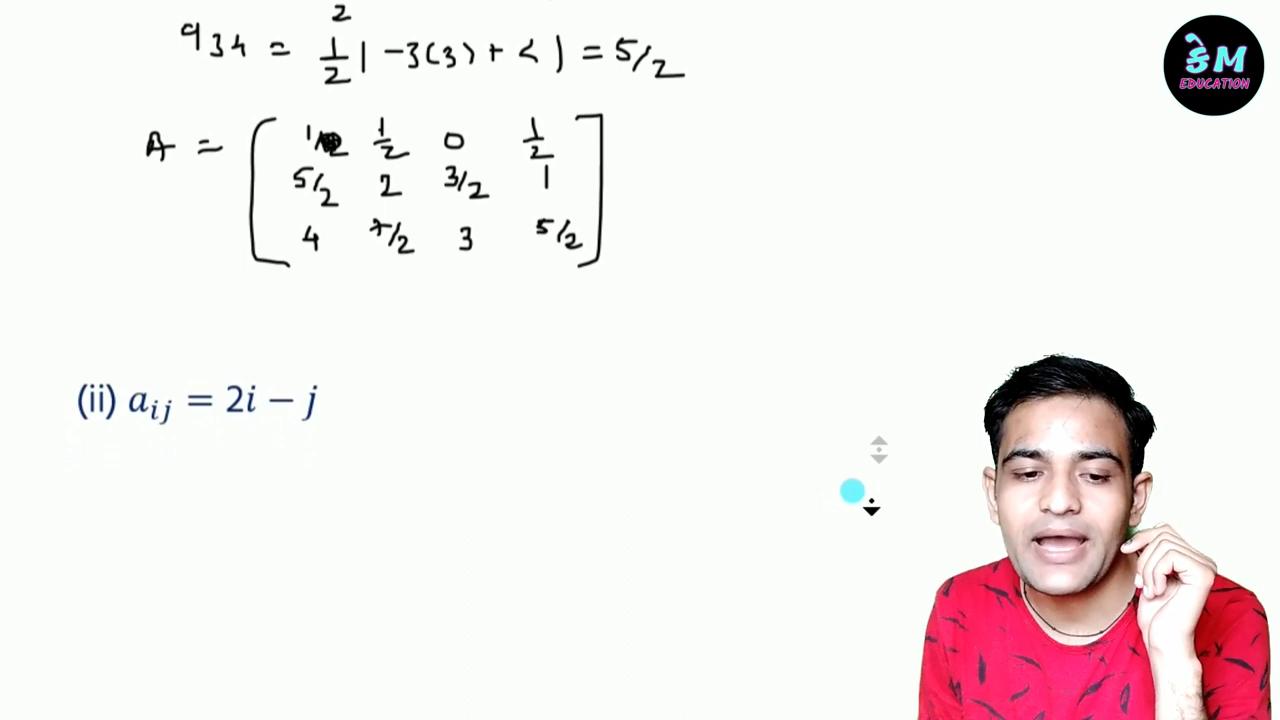 2
a34 = 1/2 | -3(3) + 4 | = 5/2
A = [ 1 1/2 0 1/2
5/2 2 3/2 1
4 7/2 3 5/2 ]
(ii) aij = 2i − j
કેM
EDUCATION